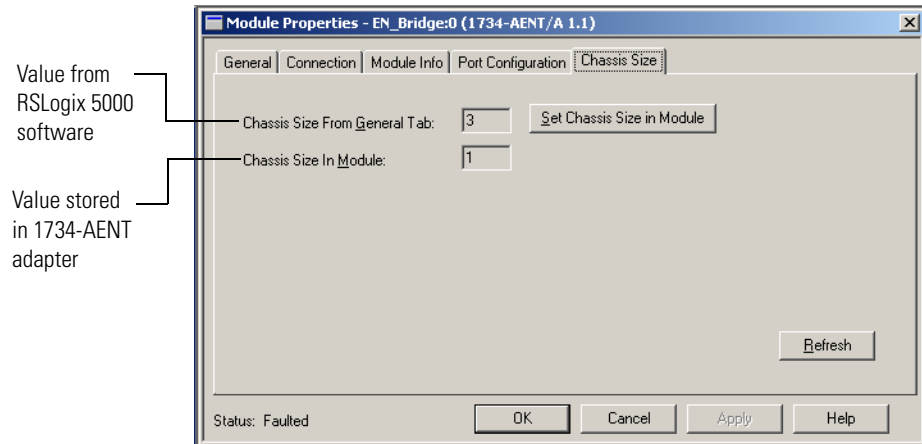 Module Properties - EN_Bridge:0 (1734-AENT/A 1.1)
General Connection Module Info Port Configuration Chassis Size
Value from
RSLogix 5000
software
Chassis Size From General Tab: 3 Set Chassis Size in Module
Chassis Size In Module: 1
Value stored
in 1734-AENT
adapter
Refresh
Status: Faulted OK Cancel Apply Help